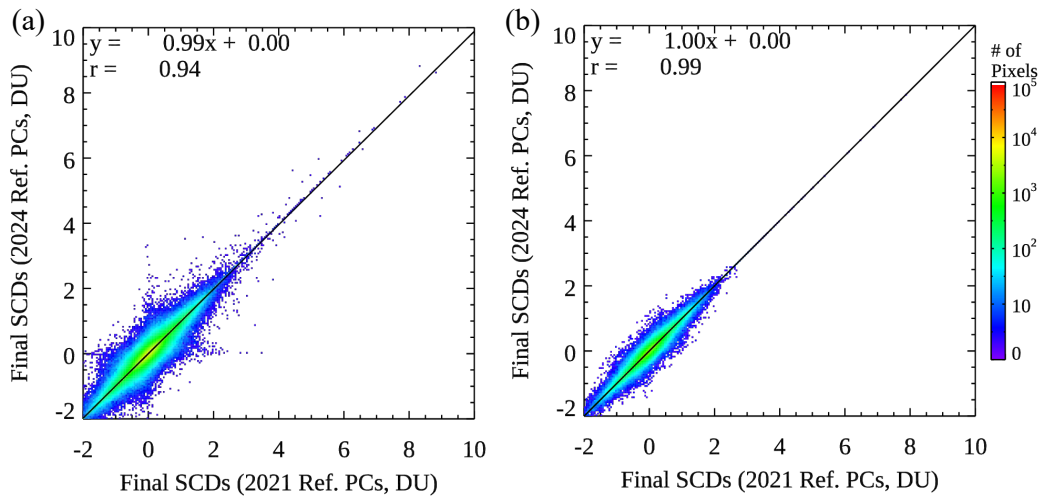 (a)
y = 0.99x + 0.00
r = 0.94
10
8
6
4
2
0
-2
-2 0 2 4 6 8 10
Final SCDs (2024 Ref. PCs, DU)
Final SCDs (2021 Ref. PCs, DU)
(b)
y = 1.00x + 0.00
r = 0.99
10
8
6
4
2
0
-2
-2 0 2 4 6 8 10
Final SCDs (2024 Ref. PCs, DU)
Final SCDs (2021 Ref. PCs, DU)
# of
Pixels
10⁵
10⁴
10³
10²
10
0